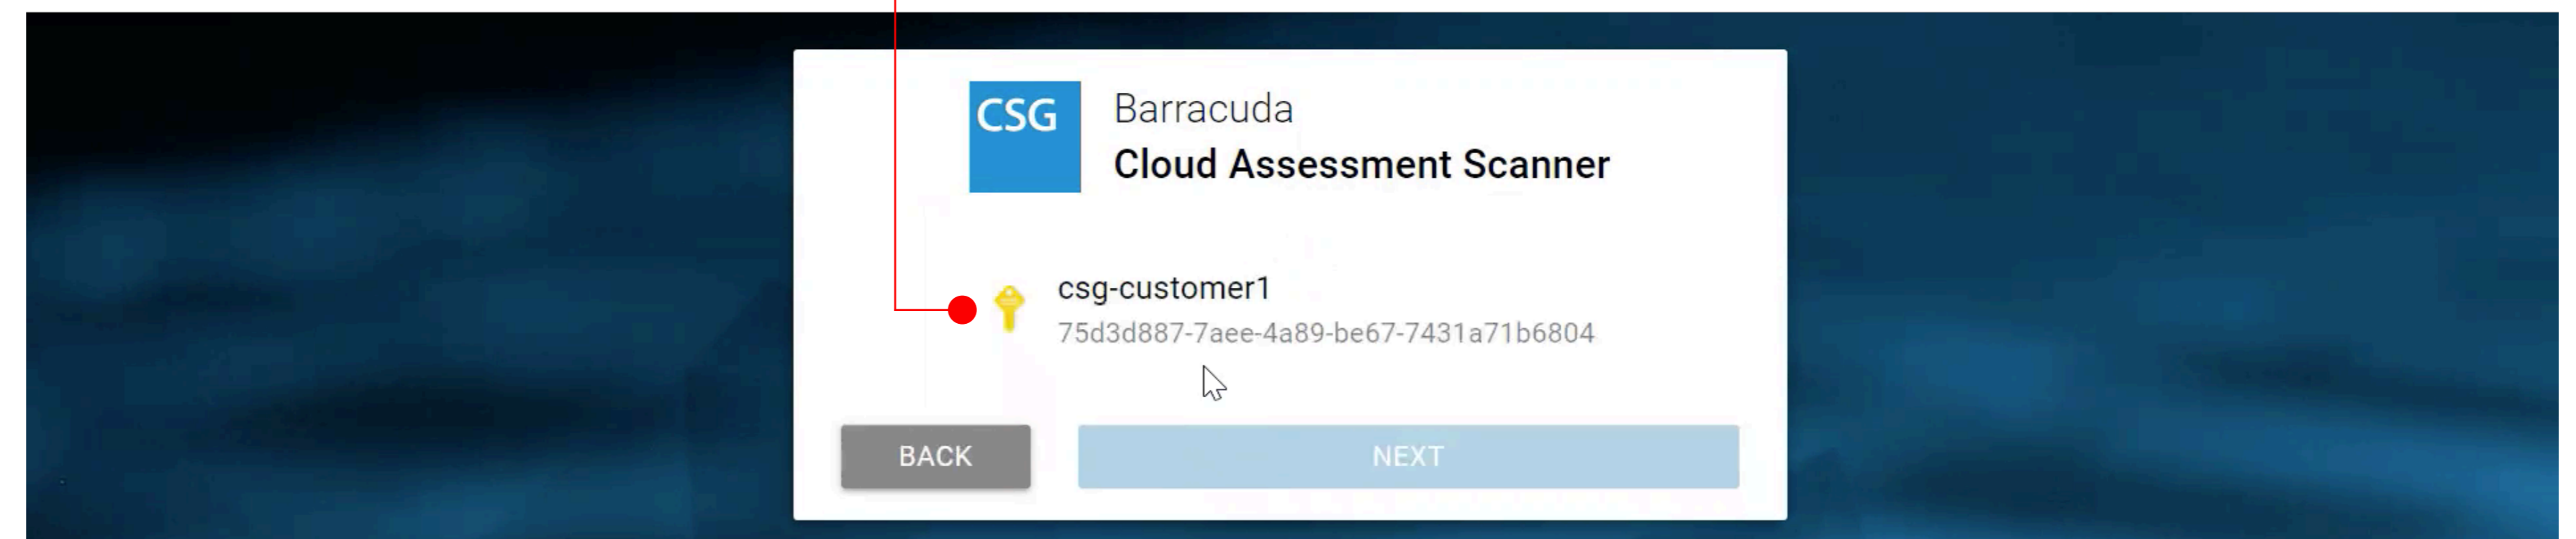 CSG
Barracuda
Cloud Assessment Scanner
csg-customer1
75d3d887-7aee-4a89-be67-7431a71b6804
BACK
NEXT